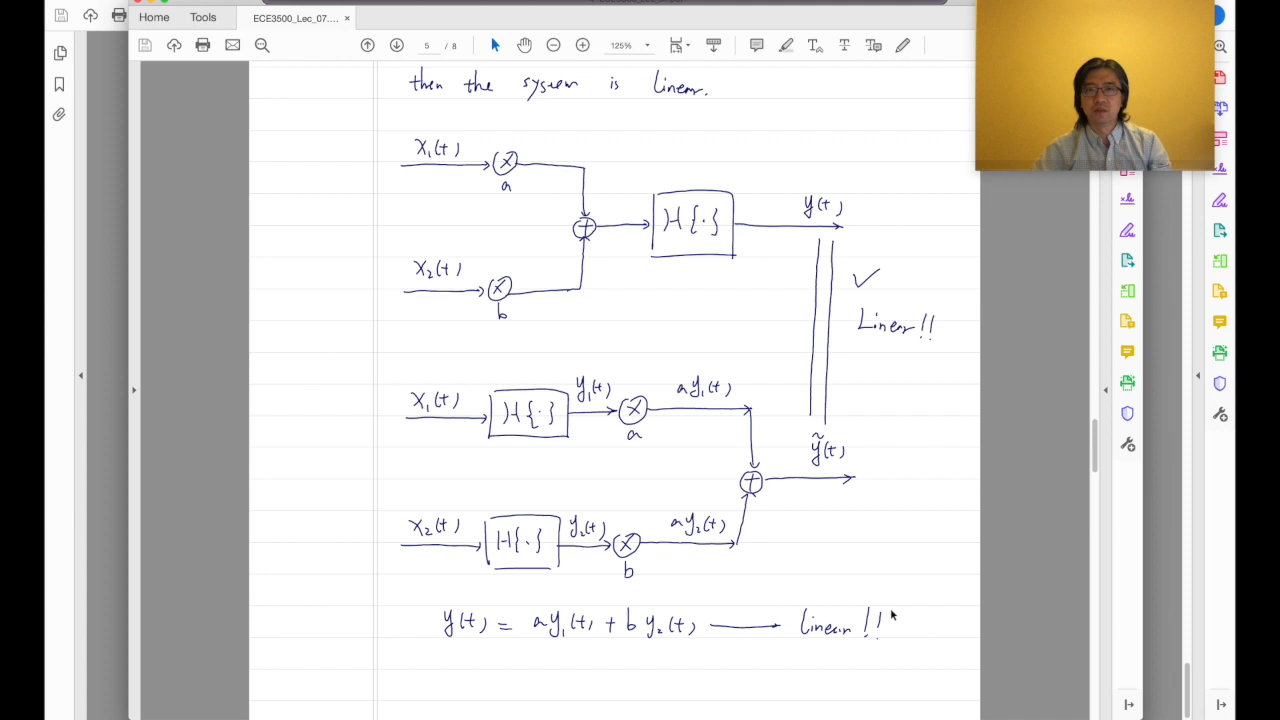 Home Tools ECE3500_Lec_07.... ×
5 / 8 125%
then the system is linear.
x₁(t)
a
y(t)
H{·}
x₂(t)
b
✓
Linear!!
x₁(t) H{·} y₁(t) ay₁(t)
a
ỹ(t)
x₂(t) H{·} y₂(t) ay₂(t)
b
y(t) = ay₁(t) + by₂(t) → linear!!